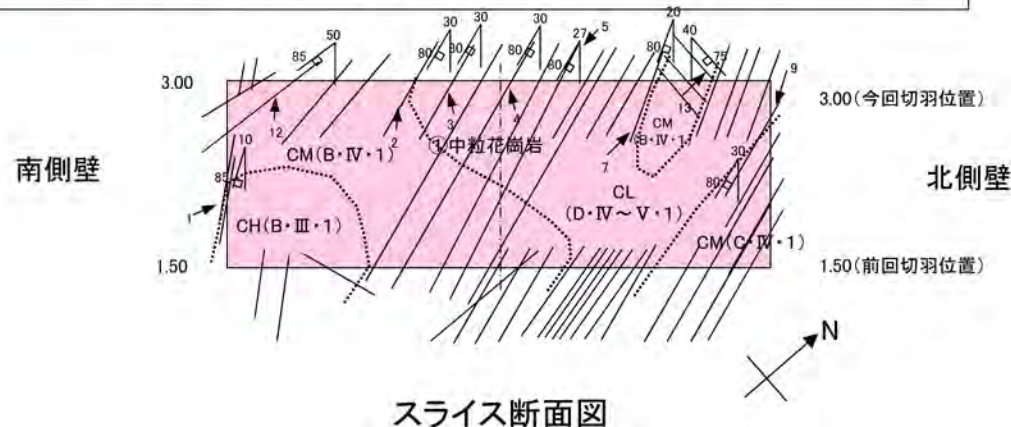 50
30
30
30
27
5
20
40
85
80
80
80
80
80
75
9
3.00
3.00(今回切羽位置)
12
2
3
4
13
CM
(B・Ⅳ・1)
7
①中粒花崗岩
CM(B・Ⅳ・1)
10
85
南側壁
北側壁
30
80
CL
(D・Ⅳ～Ⅴ・1)
1
CH(B・Ⅲ・1)
CM(C・Ⅳ・1)
1.50
1.50(前回切羽位置)
N
スライス断面図